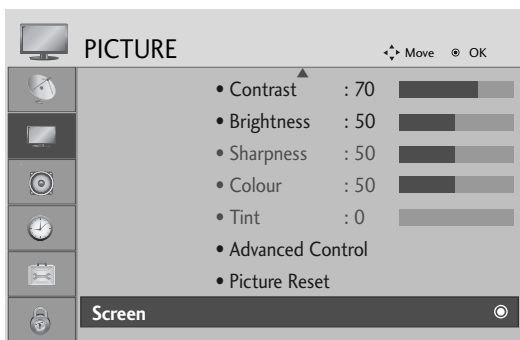 PICTURE
Move ◉ OK
• Contrast : 70
• Brightness : 50
• Sharpness : 50
• Colour : 50
• Tint : 0
• Advanced Control
• Picture Reset
Screen ◉